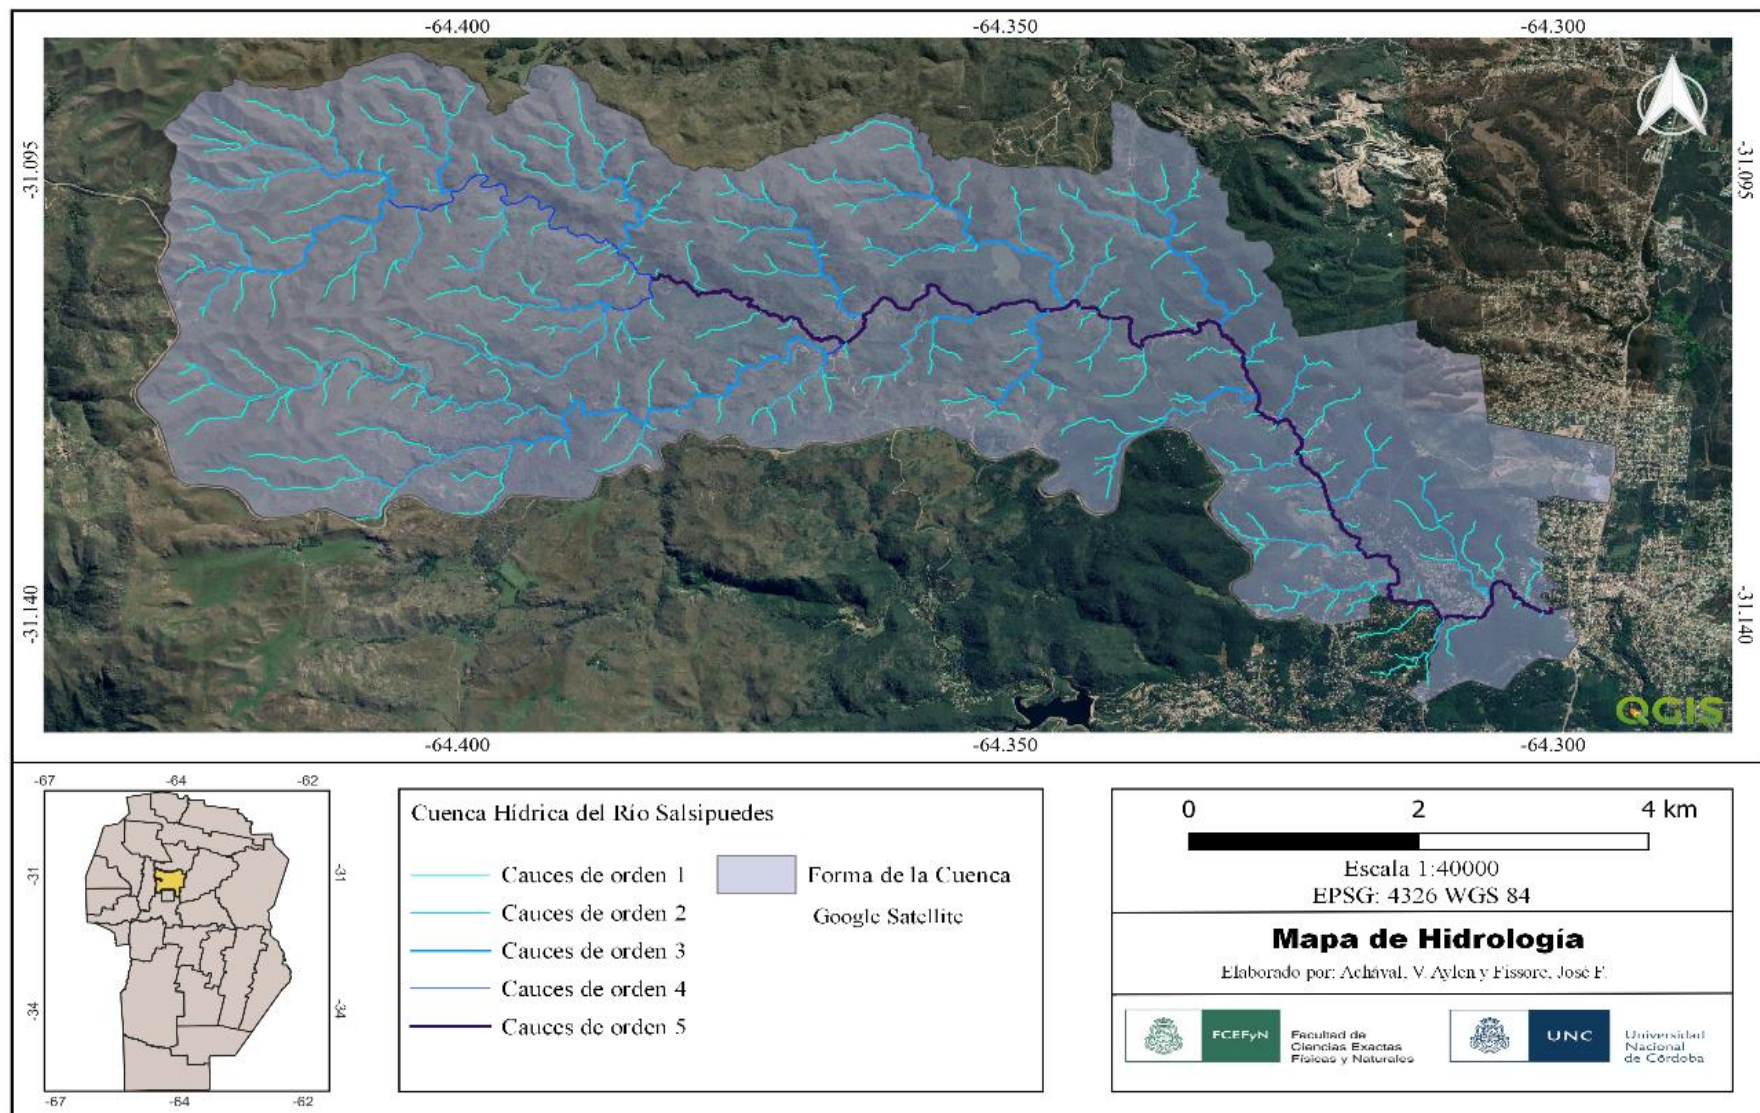 -64.400 -64.350 -64.300
-31.095 -31.095
-31.140 -31.140
QGIS
-64.400 -64.350 -64.300
-67 -64 -62
-31 -31
-34 -34
-67 -64 -62
Cuenca Hídrica del Río Salsipuedes
Cauces de orden 1
Cauces de orden 2
Cauces de orden 3
Cauces de orden 4
Cauces de orden 5
Forma de la Cuenca
Google Satellite
0 2 4 km
Escala 1:40000
EPSG: 4326 WGS 84
Mapa de Hidrología
Elaborado por: Achával, V. Aylen y Fissore, José F.
FCEFyN
Facultad de
Ciencias Exactas
Físicas y Naturales
UNC
Universidad
Nacional
de Córdoba